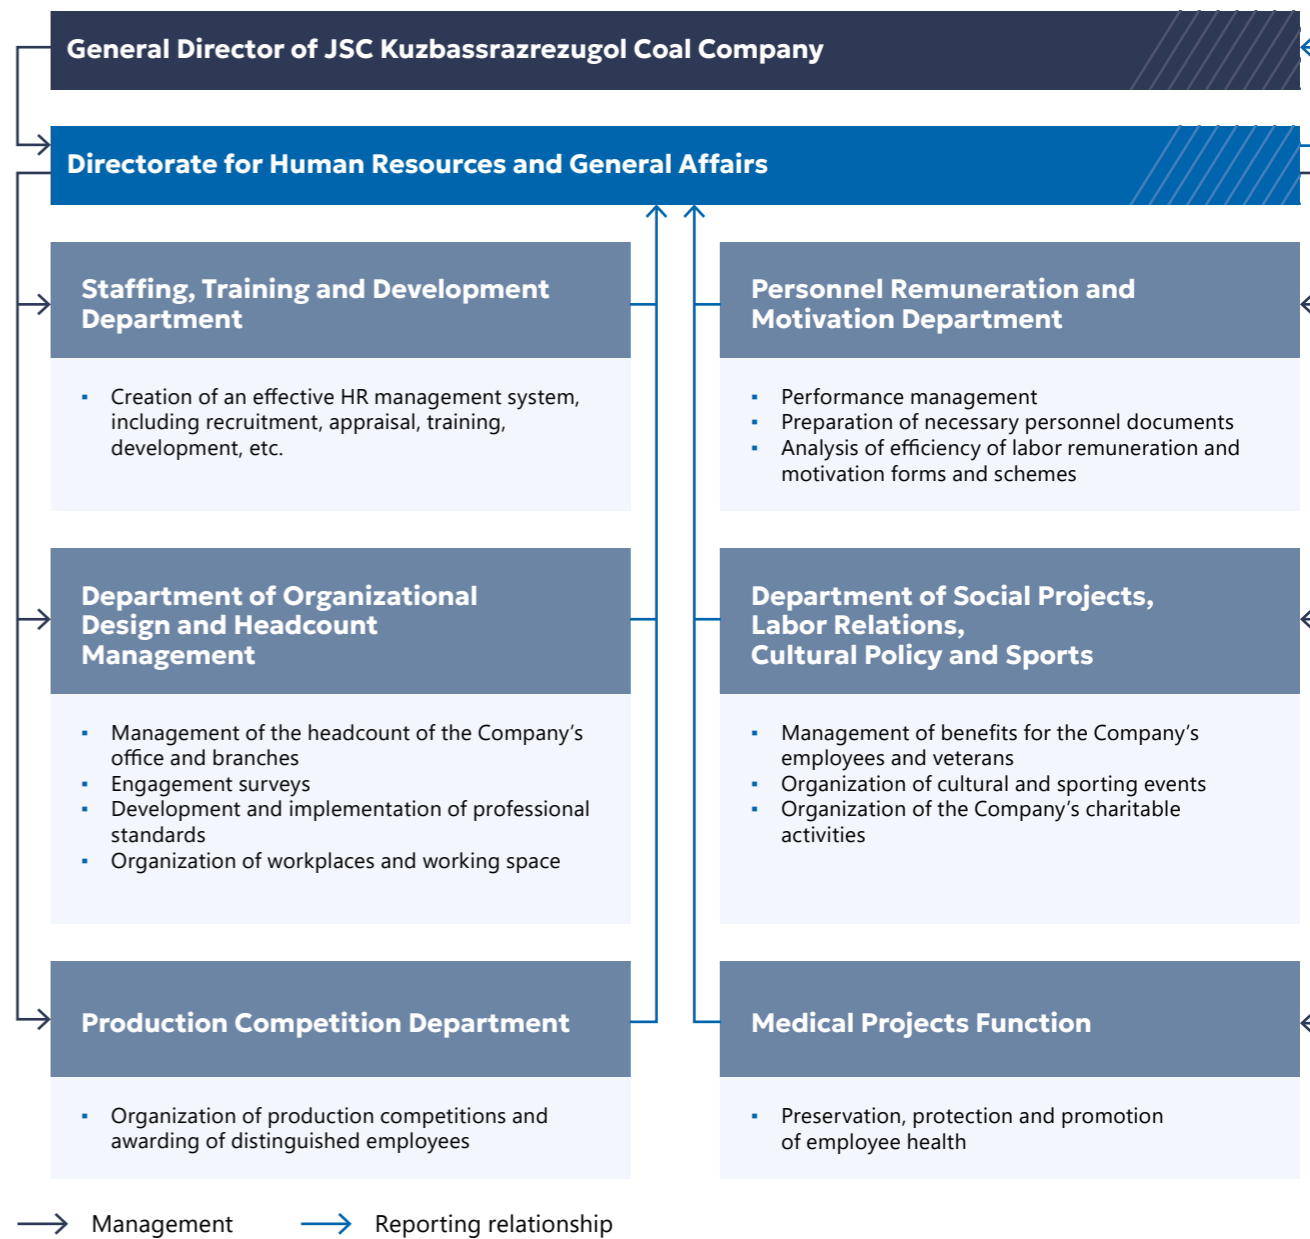 General Director of JSC Kuzbassrazrezugol Coal Company
Directorate for Human Resources and General Affairs
Staffing, Training and Development
Department
▪ Creation of an effective HR management system,
including recruitment, appraisal, training,
development, etc.
Personnel Remuneration and
Motivation Department
▪ Performance management
▪ Preparation of necessary personnel documents
▪ Analysis of efficiency of labor remuneration and
motivation forms and schemes
Department of Organizational
Design and Headcount
Management
▪ Management of the headcount of the Company’s
office and branches
▪ Engagement surveys
▪ Development and implementation of professional
standards
▪ Organization of workplaces and working space
Department of Social Projects,
Labor Relations,
Cultural Policy and Sports
▪ Management of benefits for the Company’s
employees and veterans
▪ Organization of cultural and sporting events
▪ Organization of the Company’s charitable
activities
Production Competition Department
▪ Organization of production competitions and
awarding of distinguished employees
Medical Projects Function
▪ Preservation, protection and promotion
of employee health
Management
Reporting relationship